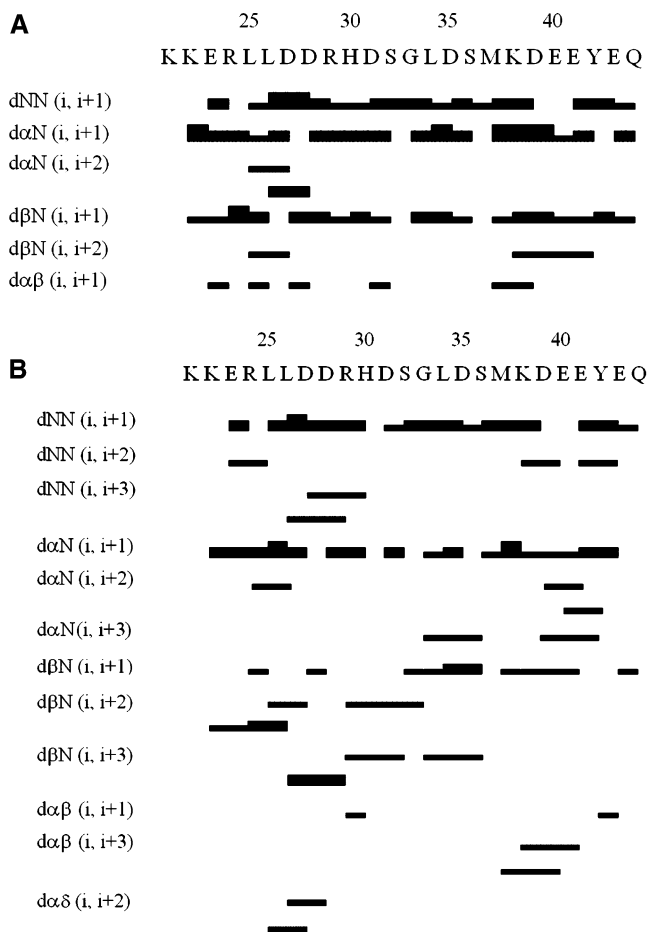 A
25 30 35 40
K K E R L L D D R H D S G L D S M K D E E Y E Q
dNN (i, i+1)
dαN (i, i+1)
dαN (i, i+2)
dβN (i, i+1)
dβN (i, i+2)
dαβ (i, i+1)
25 30 35 40
B
K K E R L L D D R H D S G L D S M K D E E Y E Q
dNN (i, i+1)
dNN (i, i+2)
dNN (i, i+3)
dαN (i, i+1)
dαN (i, i+2)
dαN(i, i+3)
dβN (i, i+1)
dβN (i, i+2)
dβN (i, i+3)
dαβ (i, i+1)
dαβ (i, i+3)
dαδ (i, i+2)